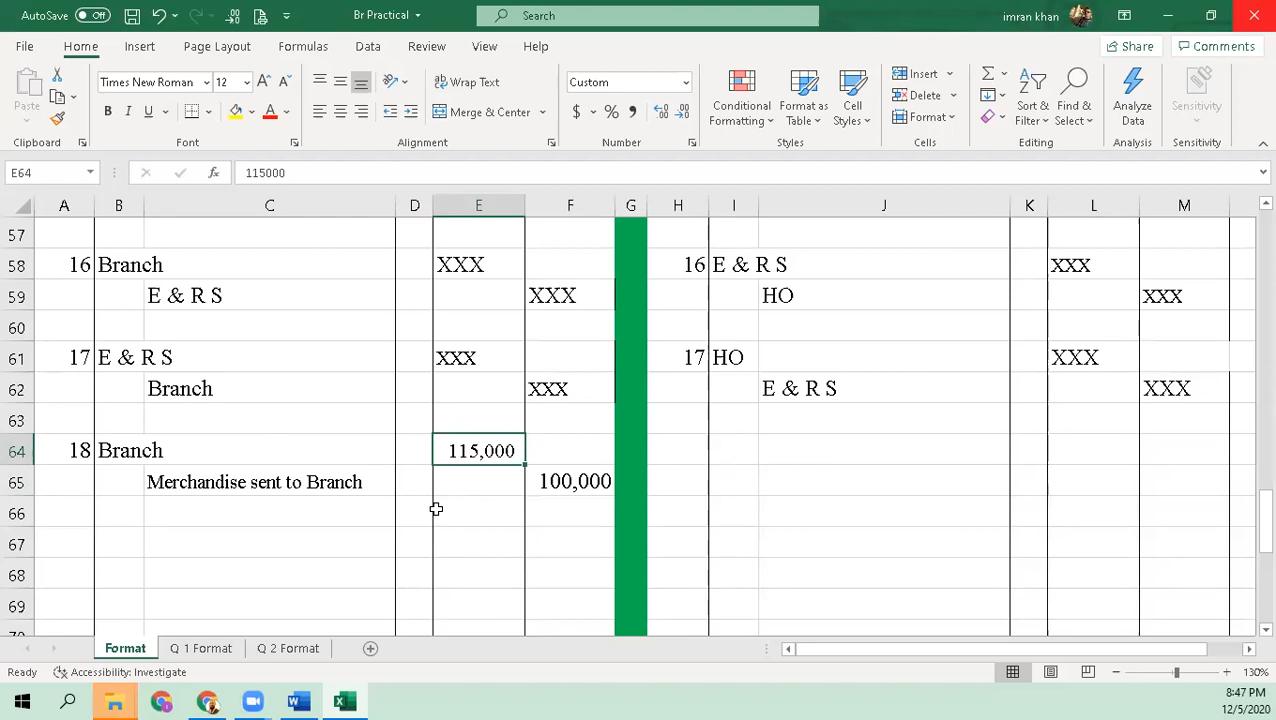 AutoSave Off Br Practical Search imran khan
File Home Insert Page Layout Formulas Data Review View Help Share Comments
Paste Times New Roman 12 Wrap Text Custom Insert
Merge & Center Conditional Formatting Format as Table Cell Styles Delete Sort & Filter Find & Select Analyze Data Sensitivity
Format
Clipboard Font Alignment Number Styles Cells Editing Analysis Sensitivity
E64 115000
A B C D E F G H I J K L M
57
58 16 Branch XXX 16 E & R S XXX
59 E & R S XXX HO XXX
60
61 17 E & R S XXX 17 HO XXX
62 Branch XXX E & R S XXX
63
64 18 Branch 115,000
65 Merchandise sent to Branch 100,000
66
67
68
69
Format Q 1 Format Q 2 Format
Ready Accessibility: Investigate 130%
8:47 PM
12/5/2020